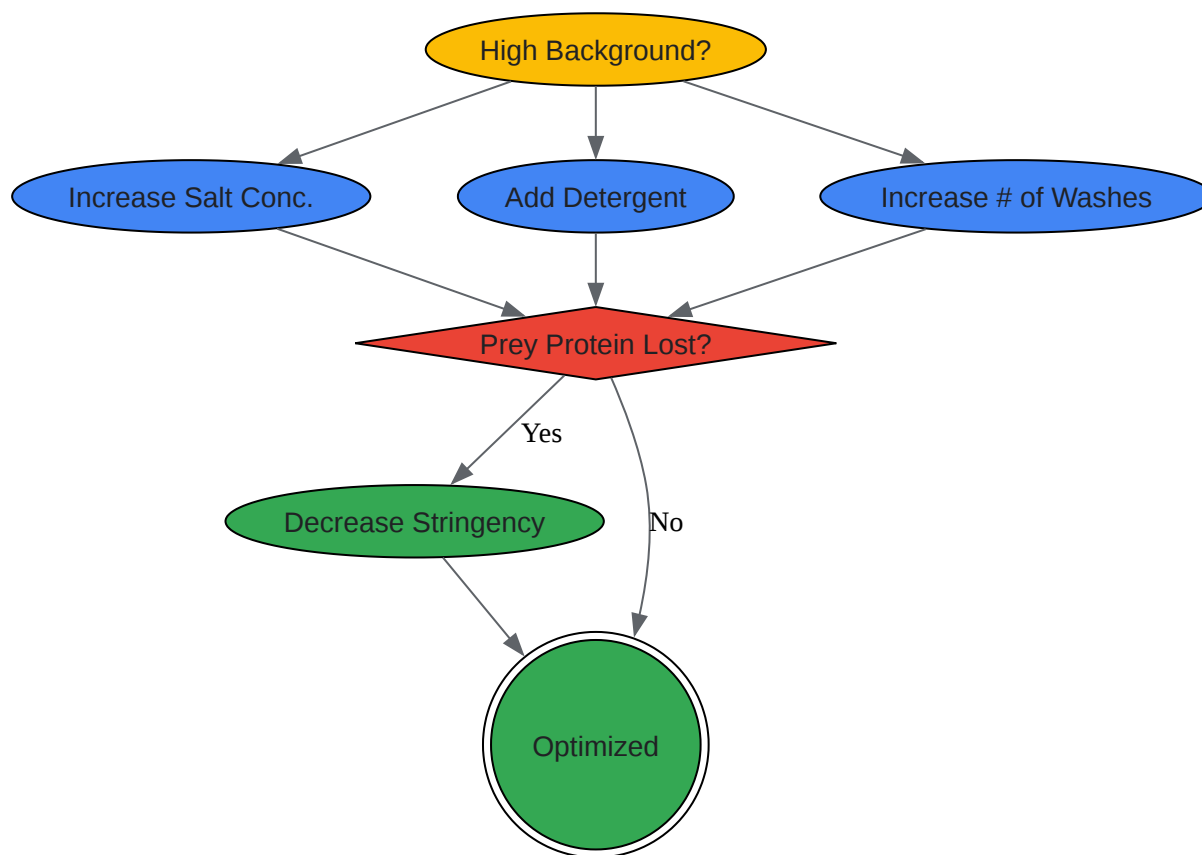 High Background?
Increase Salt Conc.
Add Detergent
Increase # of Washes
Prey Protein Lost?
Yes
Decrease Stringency
No
Optimized